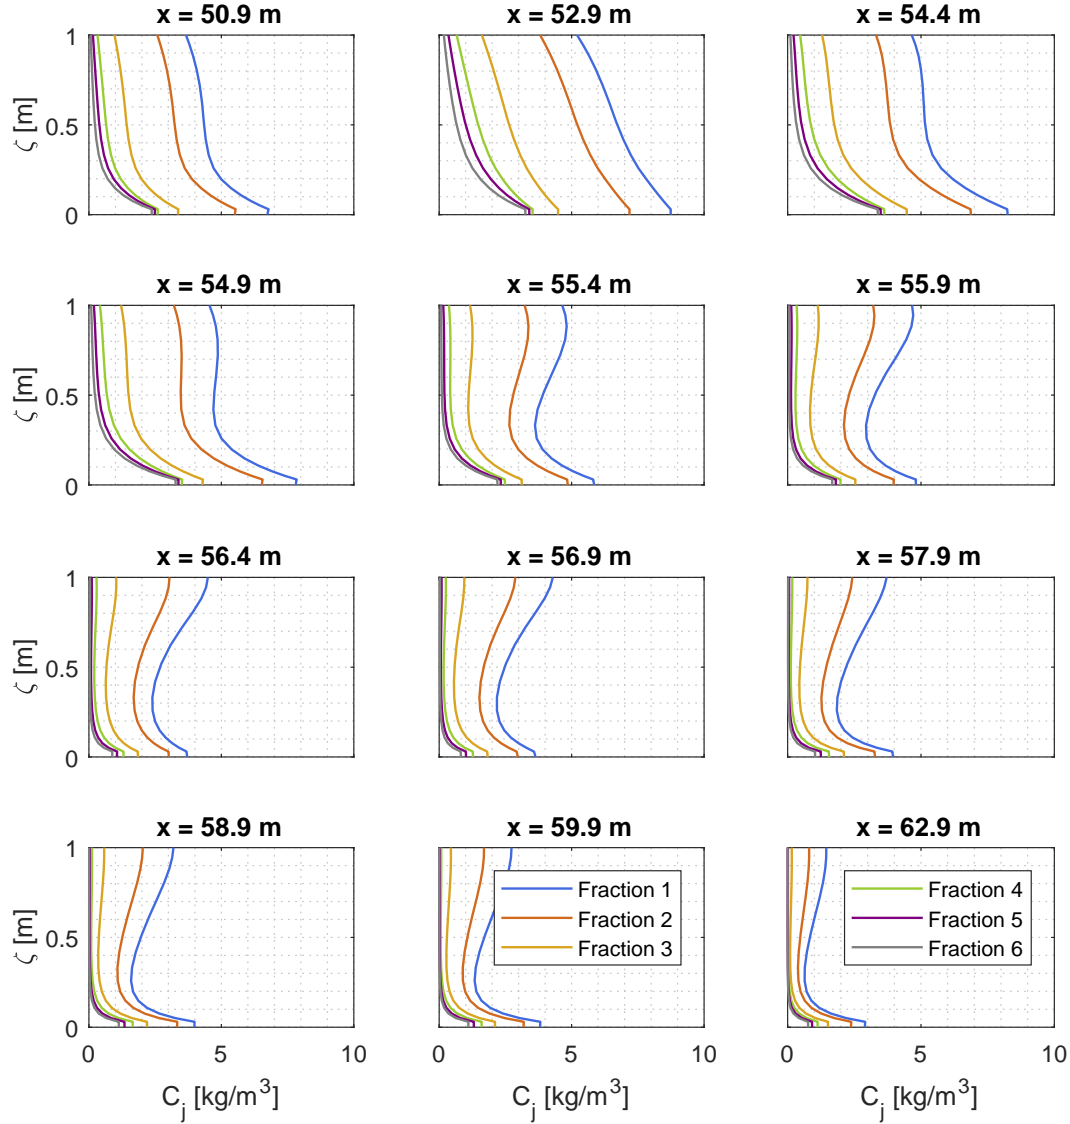 x = 50.9 m
x = 52.9 m
x = 54.4 m
1
0.5
0
ζ [m]
x = 54.9 m
x = 55.4 m
x = 55.9 m
1
0.5
0
ζ [m]
x = 56.4 m
x = 56.9 m
x = 57.9 m
1
0.5
0
ζ [m]
x = 58.9 m
x = 59.9 m
x = 62.9 m
1
0.5
0
ζ [m]
Fraction 1
Fraction 2
Fraction 3
Fraction 4
Fraction 5
Fraction 6
0 5 10
0 5 10
0 5 10
C_j [kg/m³]
C_j [kg/m³]
C_j [kg/m³]